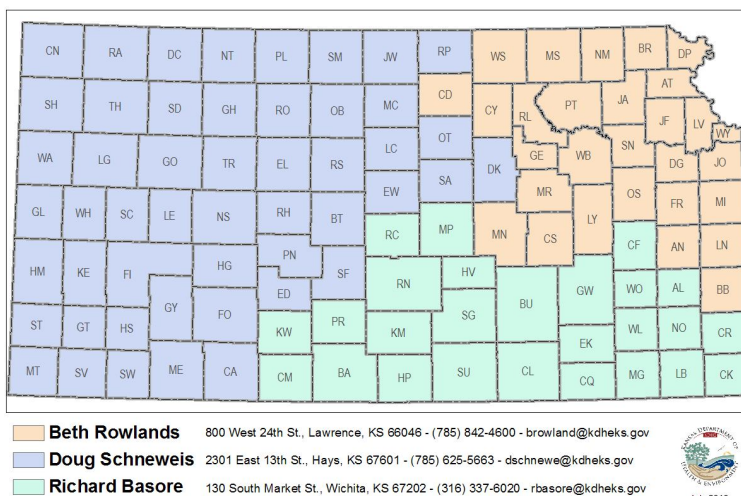 CN RA DC NT PL SM JW RP WS MS NM BR DP
SH TH SD GH RO OB MC CD CY RL PT JA AT
JF LV WY
WA LG GO TR EL RS LC OT DK GE WB SN DG JO
EW SA MR OS FR MI
GL WH SC LE NS RH BT RC MP MN CS LY CF AN LN
HM KE FI HG PN SF RN HV BU GW WO AL BB
ST GT HS GY FO ED KW PR KM SG EK WL NO CR
MT SV SW ME CA CM BA HP SU CL CQ MG LB CK
Beth Rowlands 800 West 24th St., Lawrence, KS 66046 - (785) 842-4600 - browland@kdheks.gov
Doug Schneweis 2301 East 13th St., Hays, KS 67601 - (785) 625-5663 - dschnewe@kdheks.gov
Richard Basore 130 South Market St., Wichita, KS 67202 - (316) 337-6020 - rbasore@kdheks.gov
KANSAS DEPARTMENT OF
HEALTH & ENVIRONMENT